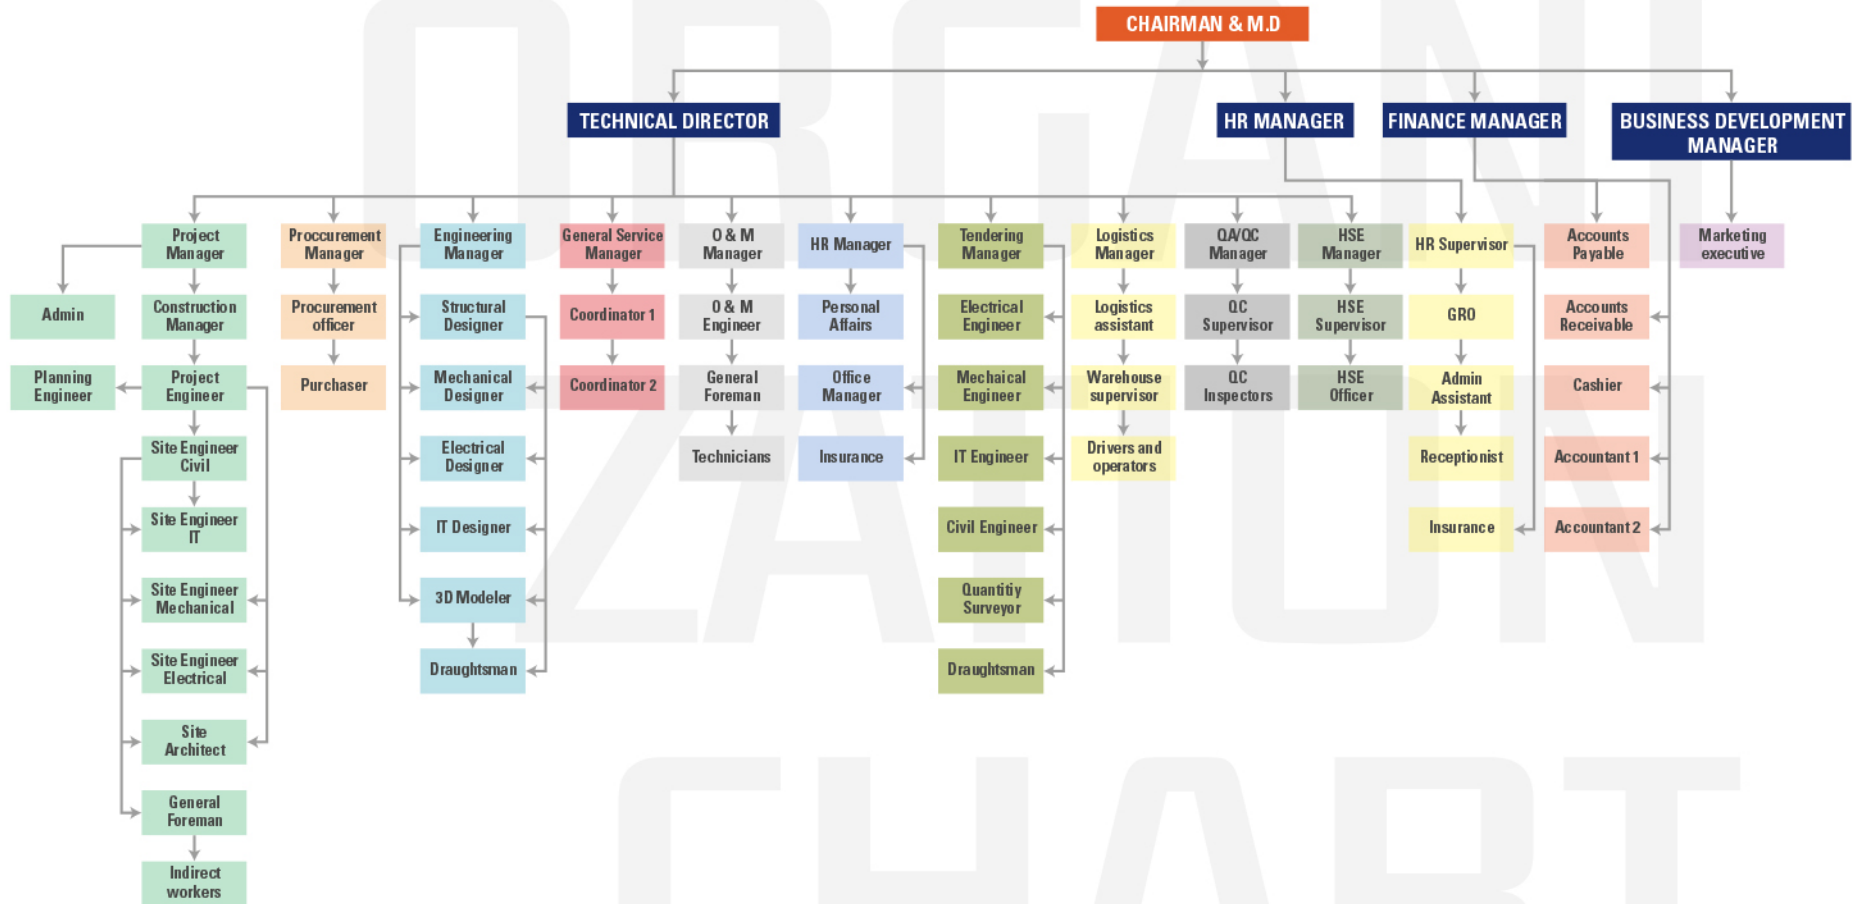 ORGANI
ZATION
CHART
CHAIRMAN & M.D
TECHNICAL DIRECTOR
HR MANAGER
FINANCE MANAGER
BUSINESS DEVELOPMENT
MANAGER
Project
Manager
Proccurement
Manager
Engineering
Manager
General Service
Manager
O & M
Manager
HR Manager
Tendering
Manager
Logistics
Manager
QA/QC
Manager
HSE
Manager
HR Supervisor
Accounts
Payable
Marketing
executive
Admin
Construction
Manager
Procurement
officer
Structural
Designer
Coordinator 1
O & M
Engineer
Personal
Affairs
Electrical
Engineer
Logistics
assistant
QC
Supervisor
HSE
Supervisor
GRO
Accounts
Receivable
Planning
Engineer
Project
Engineer
Purchaser
Mechanical
Designer
Coordinator 2
General
Foreman
Office
Manager
Mechaical
Engineer
Warehouse
supervisor
QC
Inspectors
HSE
Officer
Admin
Assistant
Cashier
Site Engineer
Civil
Electrical
Designer
Technicians
Insurance
IT Engineer
Drivers and
operators
Receptionist
Accountant 1
Site Engineer
IT
IT Designer
Civil Engineer
Insurance
Accountant 2
Site Engineer
Mechanical
3D Modeler
Quantitiy
Surveyor
Site Engineer
Electrical
Draughtsman
Draughtsman
Site
Architect
General
Foreman
Indirect
workers